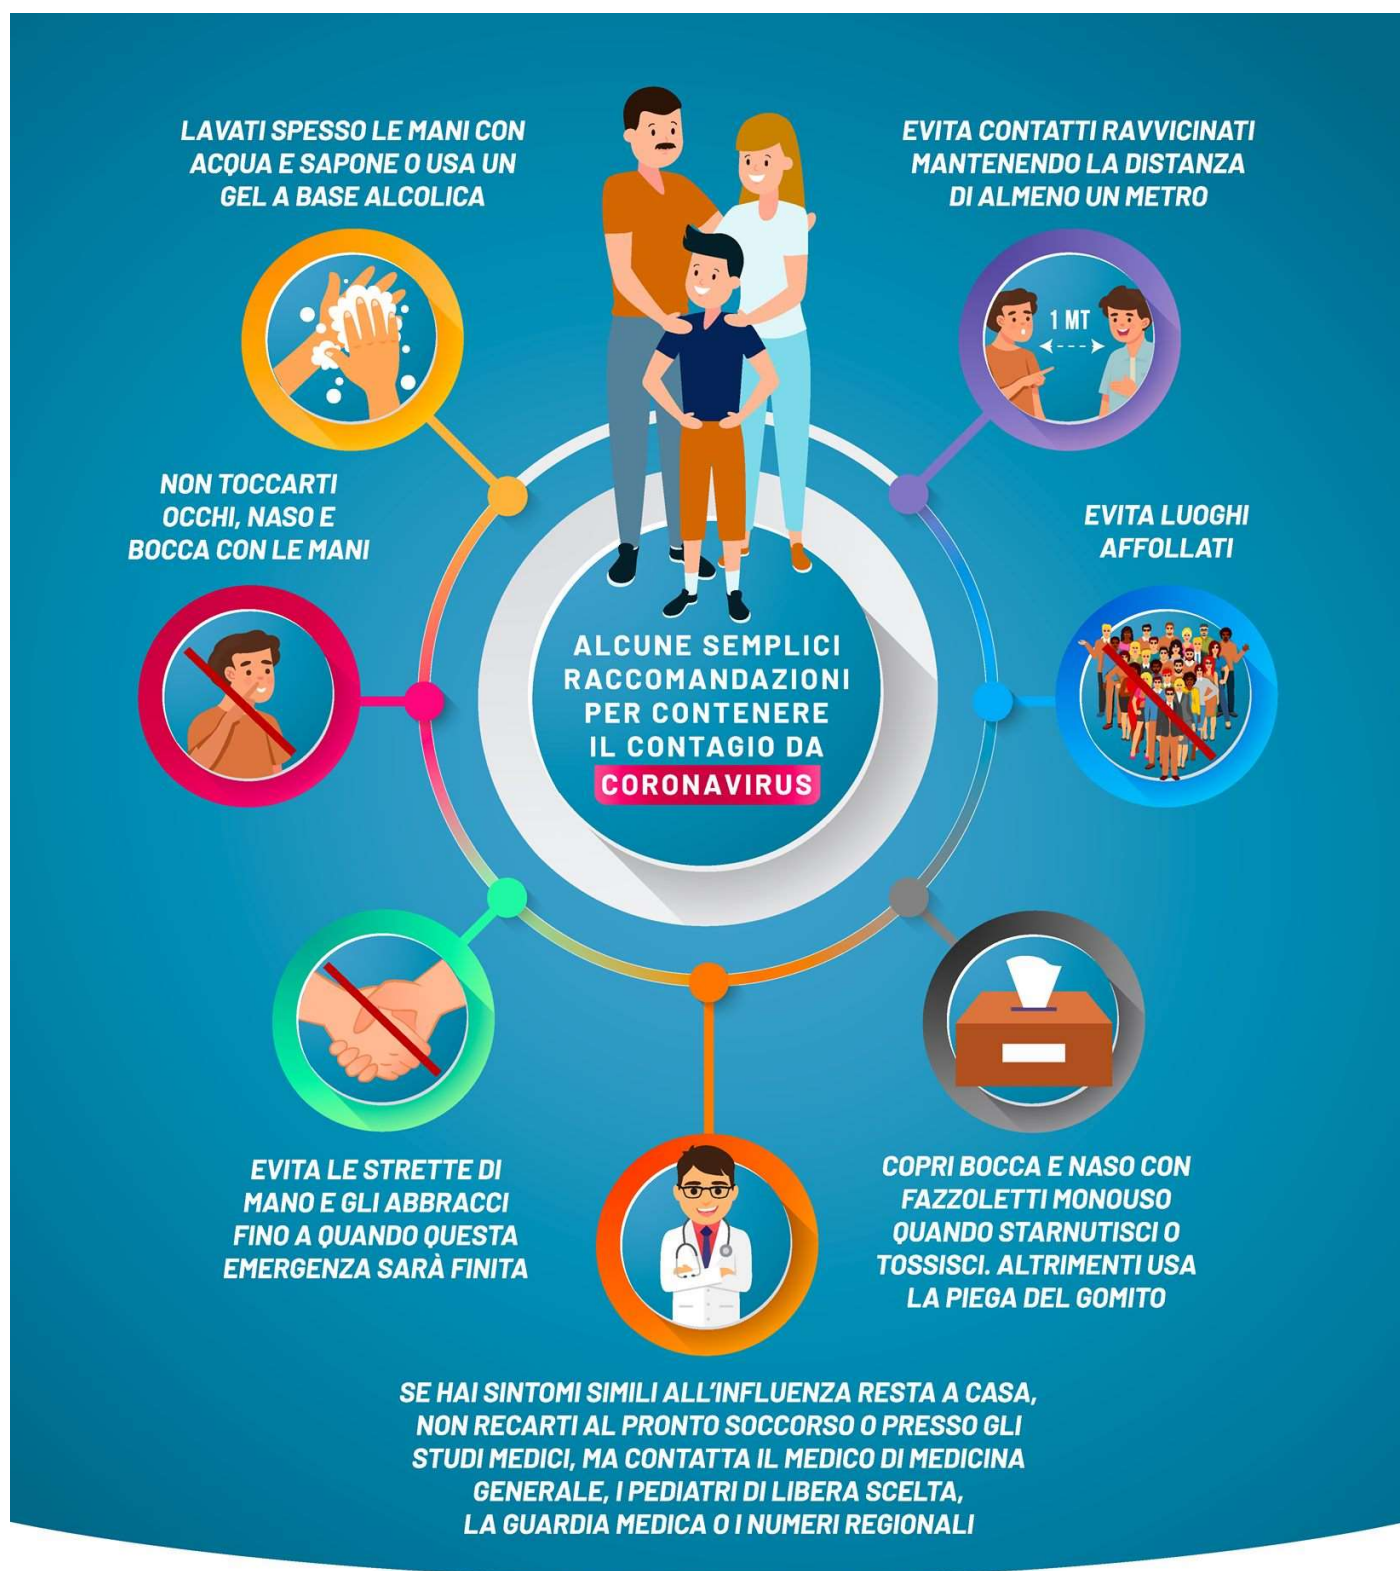 LAVATI SPESSO LE MANI CON
ACQUA E SAPONE O USA UN
GEL A BASE ALCOLICA
EVITA CONTATTI RAVVICINATI
MANTENENDO LA DISTANZA
DI ALMENO UN METRO
1 MT
NON TOCCARTI
OCCHI, NASO E
BOCCA CON LE MANI
EVITA LUOGHI
AFFOLLATI
ALCUNE SEMPLICI
RACCOMANDAZIONI
PER CONTENERE
IL CONTAGIO DA
CORONAVIRUS
EVITA LE STRETTE DI
MANO E GLI ABBRACCI
FINO A QUANDO QUESTA
EMERGENZA SARÀ FINITA
COPRI BOCCA E NASO CON
FAZZOLETTI MONOUSO
QUANDO STARNUTISCI O
TOSSISCI. ALTRIMENTI USA
LA PIEGA DEL GOMITO
SE HAI SINTOMI SIMILI ALL'INFLUENZA RESTA A CASA,
NON RECARTI AL PRONTO SOCCORSO O PRESSO GLI
STUDI MEDICI, MA CONTATTA IL MEDICO DI MEDICINA
GENERALE, I PEDIATRI DI LIBERA SCELTA,
LA GUARDIA MEDICA O I NUMERI REGIONALI